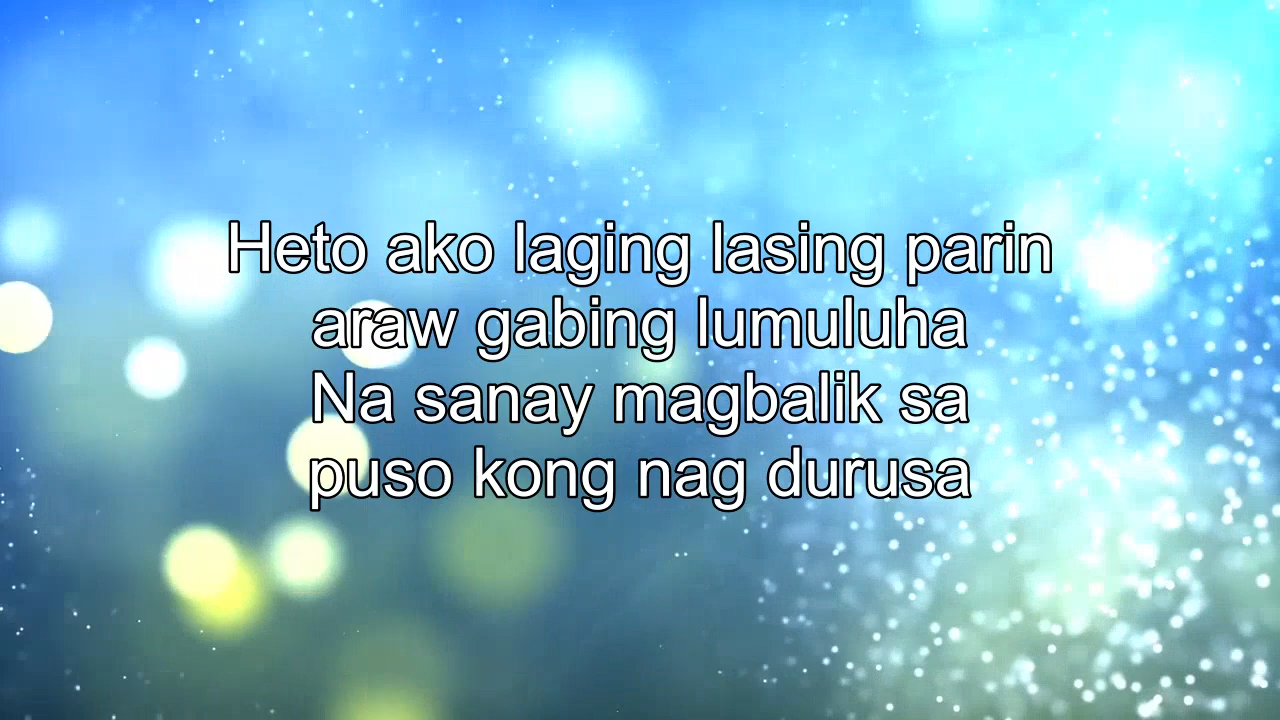 Heto ako laging lasing parin
araw gabing lumuluha
Na sanay magbalik sa
puso kong nag durusa